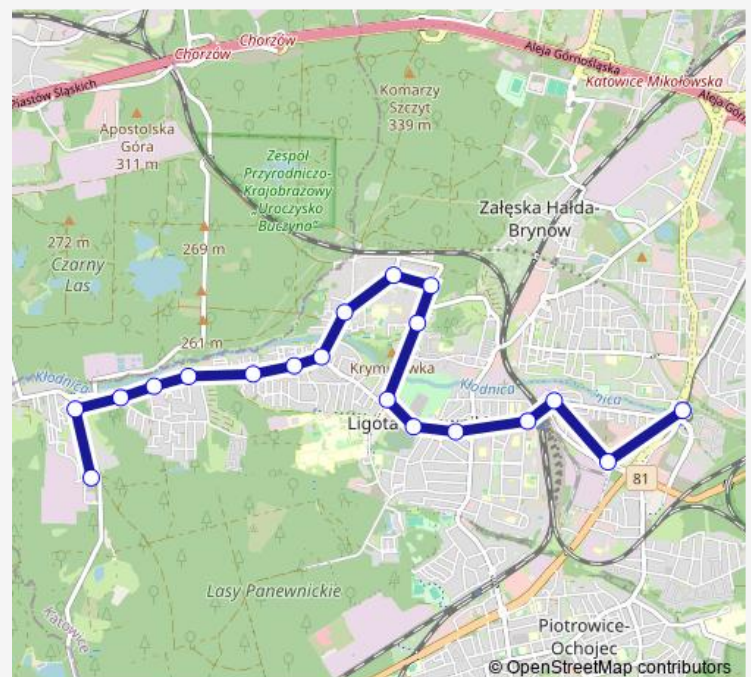 Chorzów
Chorzów
Piastów Śląskich
Aleja Górnośląska
Katowice Mikołowska
Aleja Gór
Komarzy
Szczyt
339 m
Apostolska
Góra
311 m
Zespół
Przyrodniczo-
Krajobrazowy
„Uroczysko
Buczyna"
Załęska Hałda-
Brynów
272 m
269 m
Czarny
Las
261 m
Kłodnica
Kłodnica
Ligota
81
Lasy Panewnickie
Katowice
Piotrowice-
Ochojec
© OpenStreetMap contributors